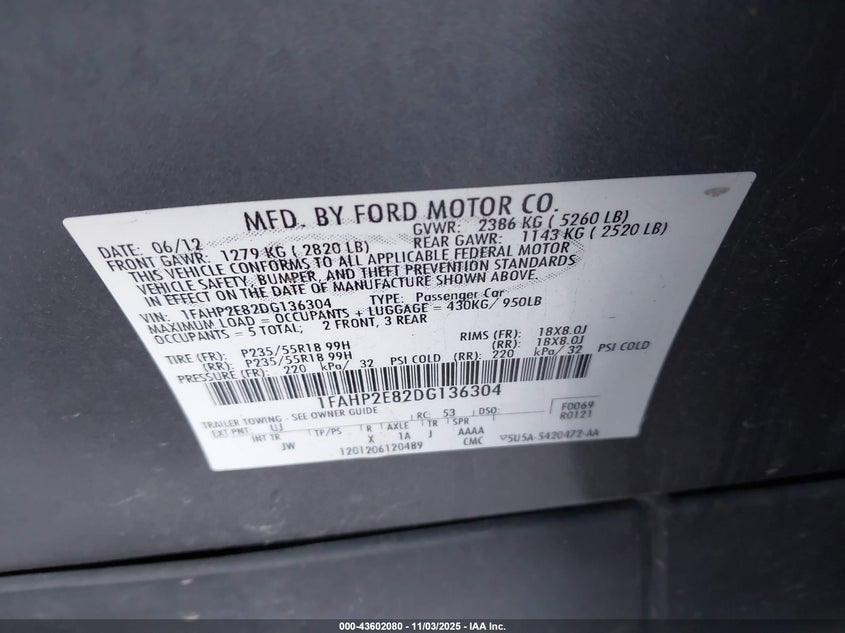 MFD. BY FORD MOTOR CO.
DATE: 06/12 GVWR: 2386 KG ( 5260 LB)
FRONT GAWR: 1279 KG ( 2820 LB) REAR GAWR: 1143 KG ( 2520 LB)
THIS VEHICLE CONFORMS TO ALL APPLICABLE FEDERAL MOTOR
VEHICLE SAFETY, BUMPER, AND THEFT PREVENTION STANDARDS
IN EFFECT ON THE DATE OF MANUFACTURE SHOWN ABOVE.
VIN: 1FAHP2E82DG136304 TYPE: Passenger Car
MAXIMUM LOAD = OCCUPANTS + LUGGAGE = 430KG/ 950LB
OCCUPANTS = 5 TOTAL; 2 FRONT, 3 REAR
TIRE (FR): P235/55R18 99H RIMS (FR): 18X8.0J
(RR): P235/55R18 99H (RR): 18X8.0J
PRESSURE (FR): 220 kPa/ 32 PSI COLD (RR): 220 kPa/ 32 PSI COLD
1FAHP2E82DG136304
TRAILER TOWING - SEE OWNER GUIDE RC: 53 DSO: F0069
EXT PNT: UJ R AXLE TR SPR R0121
INT TR TP/PS X 1A J AAAA
JW 1201206120489 CMC 5U5A-5420472-AA
000-43602080 - 11/03/2025 - IAA Inc.